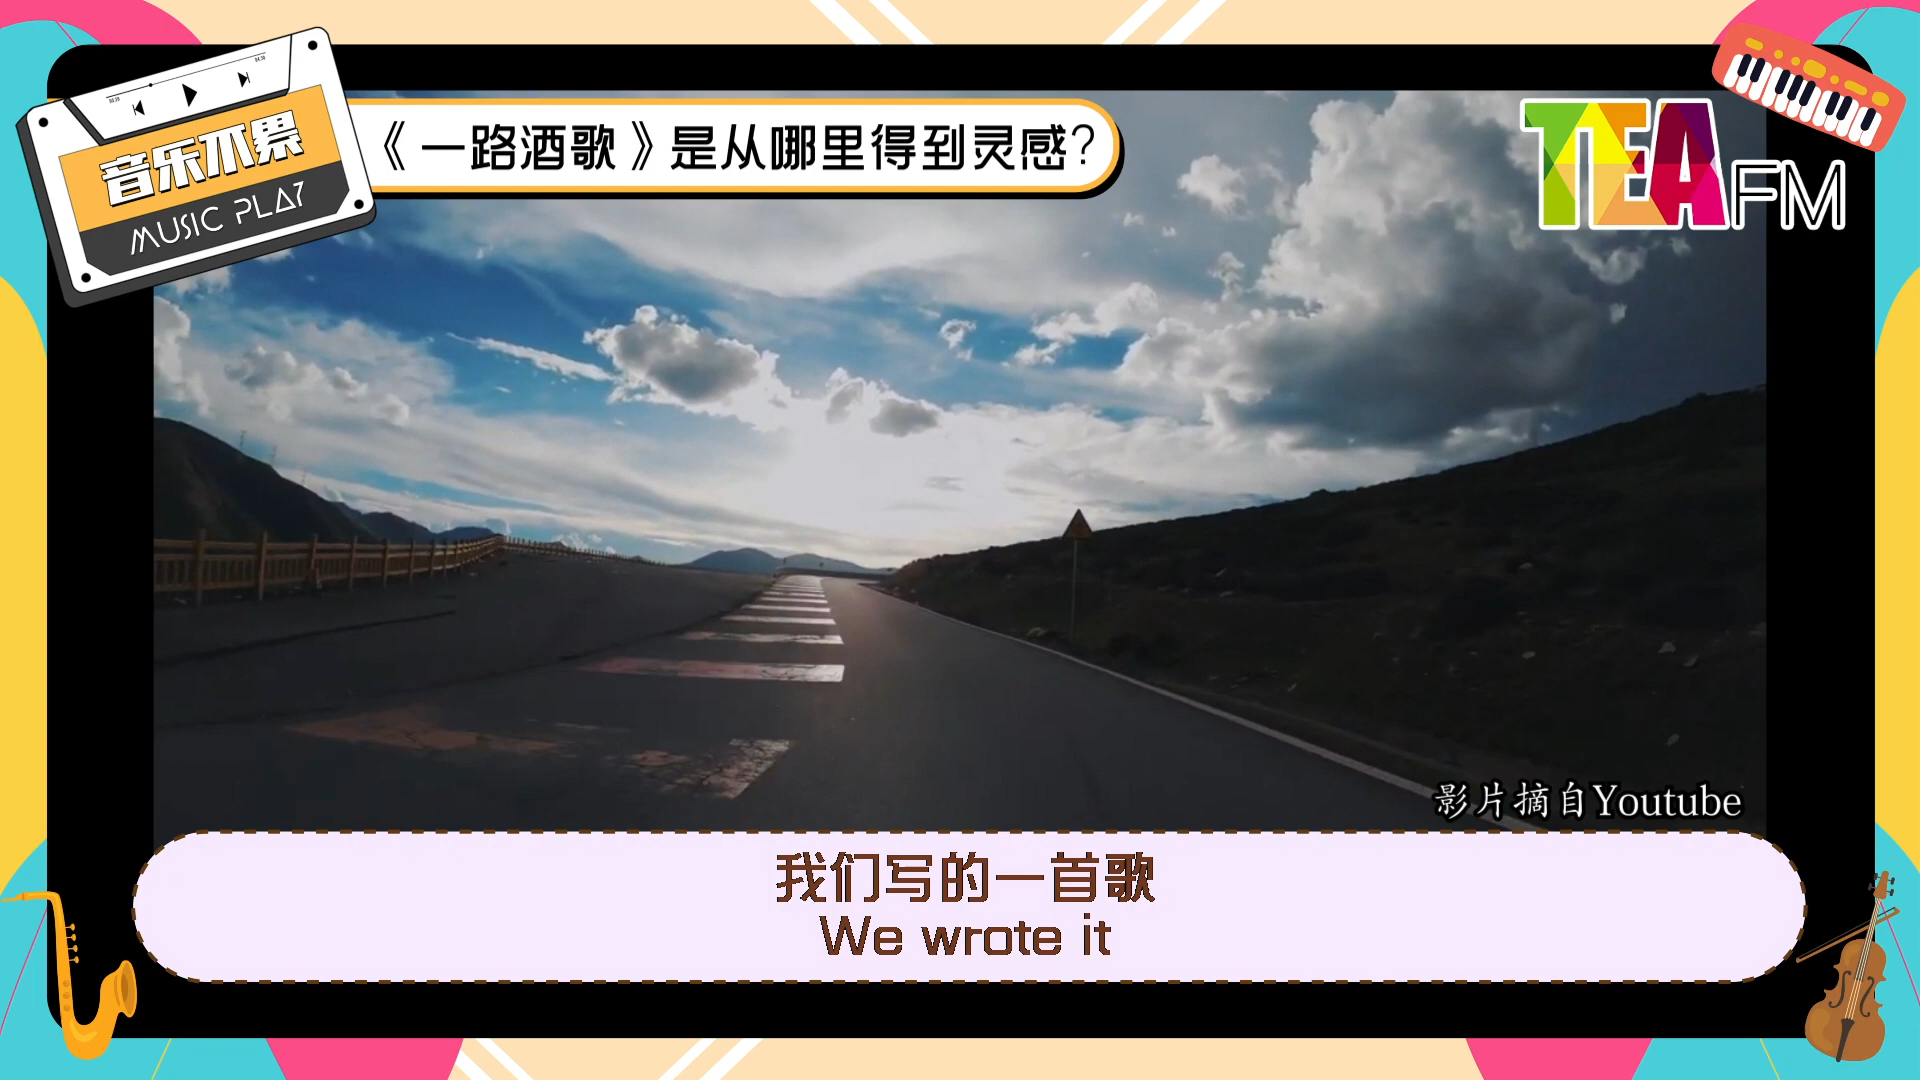 音乐不累
MUSIC PLAY
《一路酒歌》是从哪里得到灵感?
TEAFM
影片摘自Youtube
我们写的一首歌
We wrote it